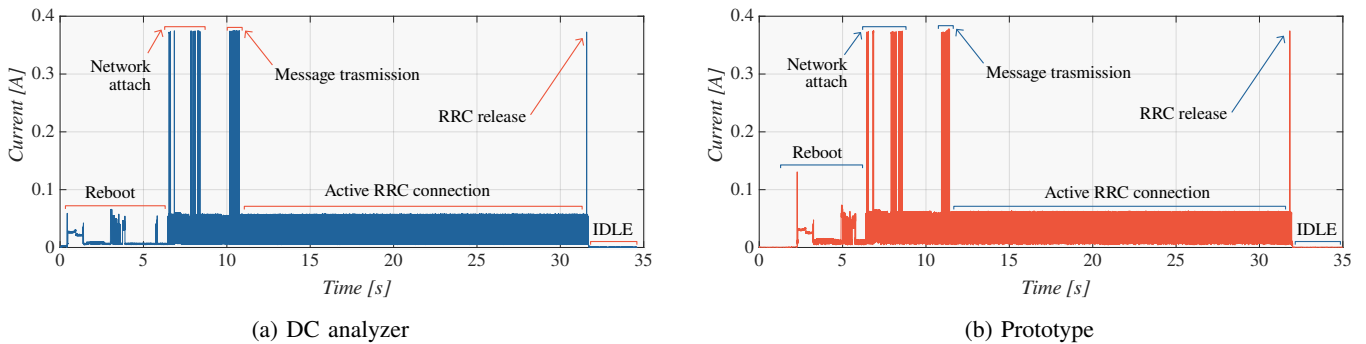 0.4
0.3
0.2
0.1
0
Current [A]
0
5
10
15
20
25
30
35
Time [s]
Network
attach
Message trasmission
RRC release
Reboot
Active RRC connection
IDLE
(a) DC analyzer
0.4
0.3
0.2
0.1
0
Current [A]
0
5
10
15
20
25
30
35
Time [s]
Network
attach
Message trasmission
RRC release
Reboot
Active RRC connection
IDLE
(b) Prototype